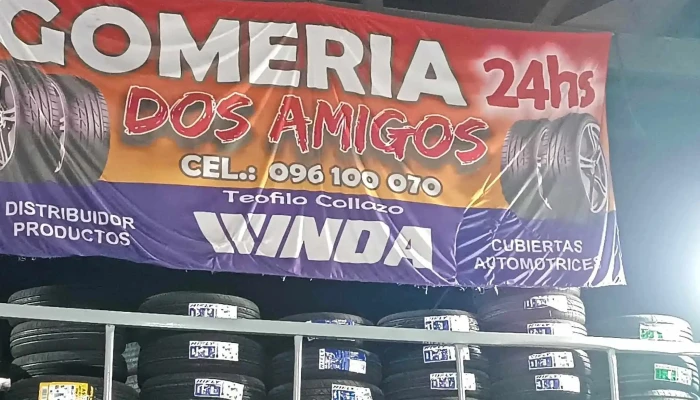 GOMERIA
24hs
DOS AMIGOS
CEL.: 096 100 070
Teofilo Collazo
DISTRIBUIDOR
PRODUCTOS
WINDA
CUBIERTAS
AUTOMOTRICES